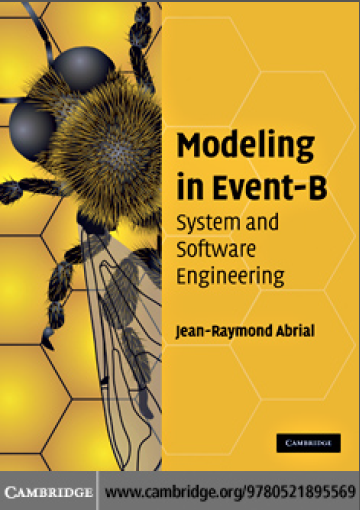 Modeling
in Event-B
System and
Software
Engineering
Jean-Raymond Abrial
CAMBRIDGE
CAMBRIDGE www.cambridge.org/9780521895569